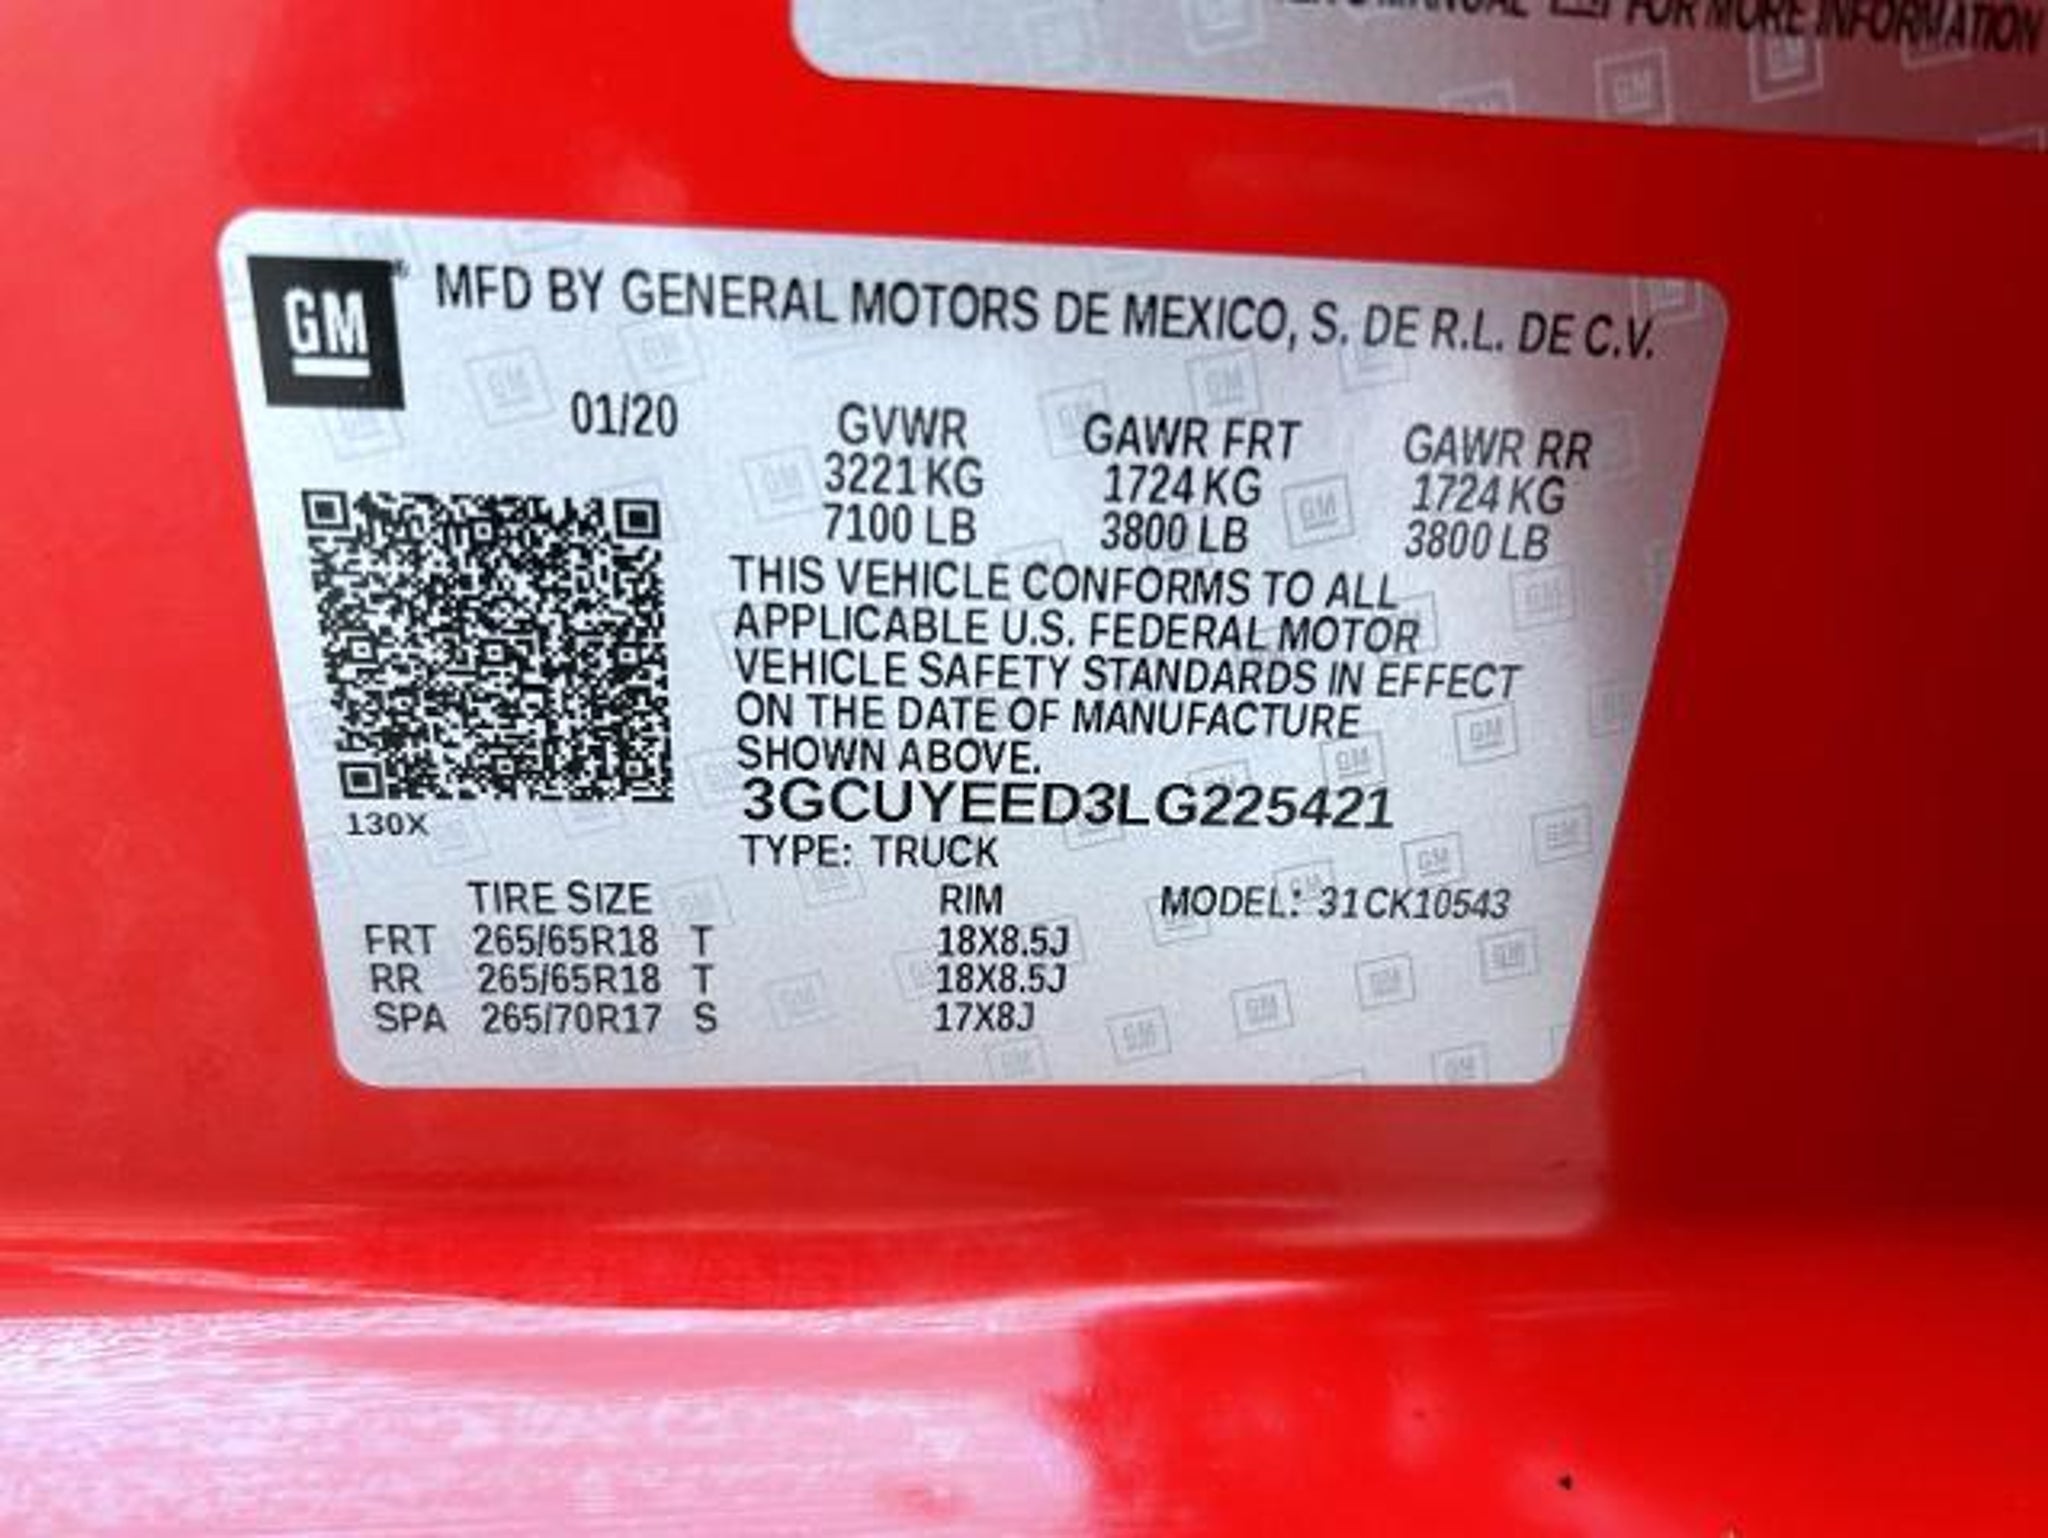 MANUAL FOR MORE INFORMATION
GM MFD BY GENERAL MOTORS DE MEXICO, S. DE R.L. DE C.V.
01/20 GVWR GAWR FRT GAWR RR
3221 KG 1724 KG 1724 KG
7100 LB 3800 LB 3800 LB
THIS VEHICLE CONFORMS TO ALL
APPLICABLE U.S. FEDERAL MOTOR
VEHICLE SAFETY STANDARDS IN EFFECT
ON THE DATE OF MANUFACTURE
SHOWN ABOVE.
3GCUYEED3LG225421
130X
TYPE: TRUCK
TIRE SIZE RIM MODEL: 31CK10543
FRT 265/65R18 T 18X8.5J
RR 265/65R18 T 18X8.5J
SPA 265/70R17 S 17X8J